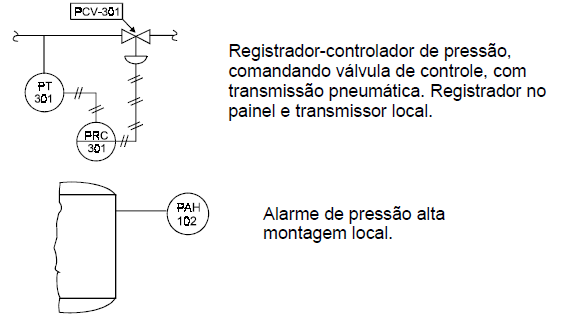 PCV-301
PT
301
PRC
301
Registrador-controlador de pressão,
comandando válvula de controle, com
transmissão pneumática. Registrador no
painel e transmissor local.
PAH
102
Alarme de pressão alta
montagem local.